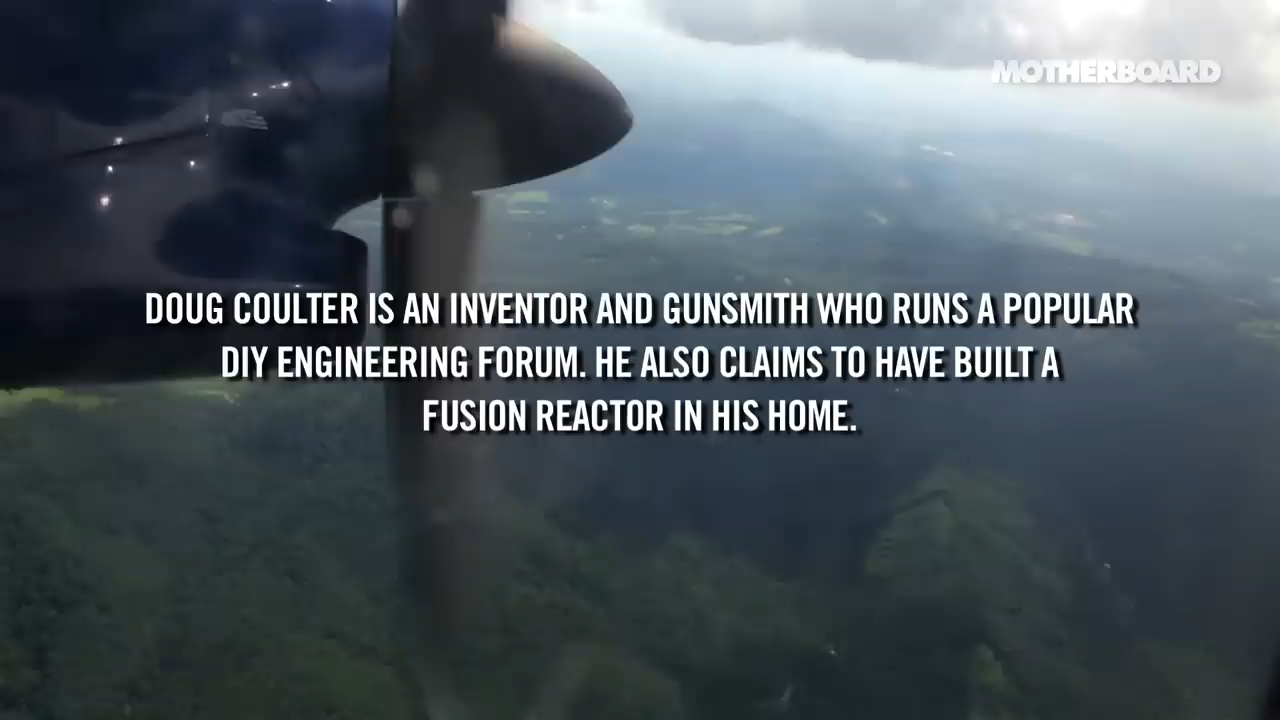 MOTHERBOARD
DOUG COULTER IS AN INVENTOR AND GUNSMITH WHO RUNS A POPULAR
DIY ENGINEERING FORUM. HE ALSO CLAIMS TO HAVE BUILT A
FUSION REACTOR IN HIS HOME.